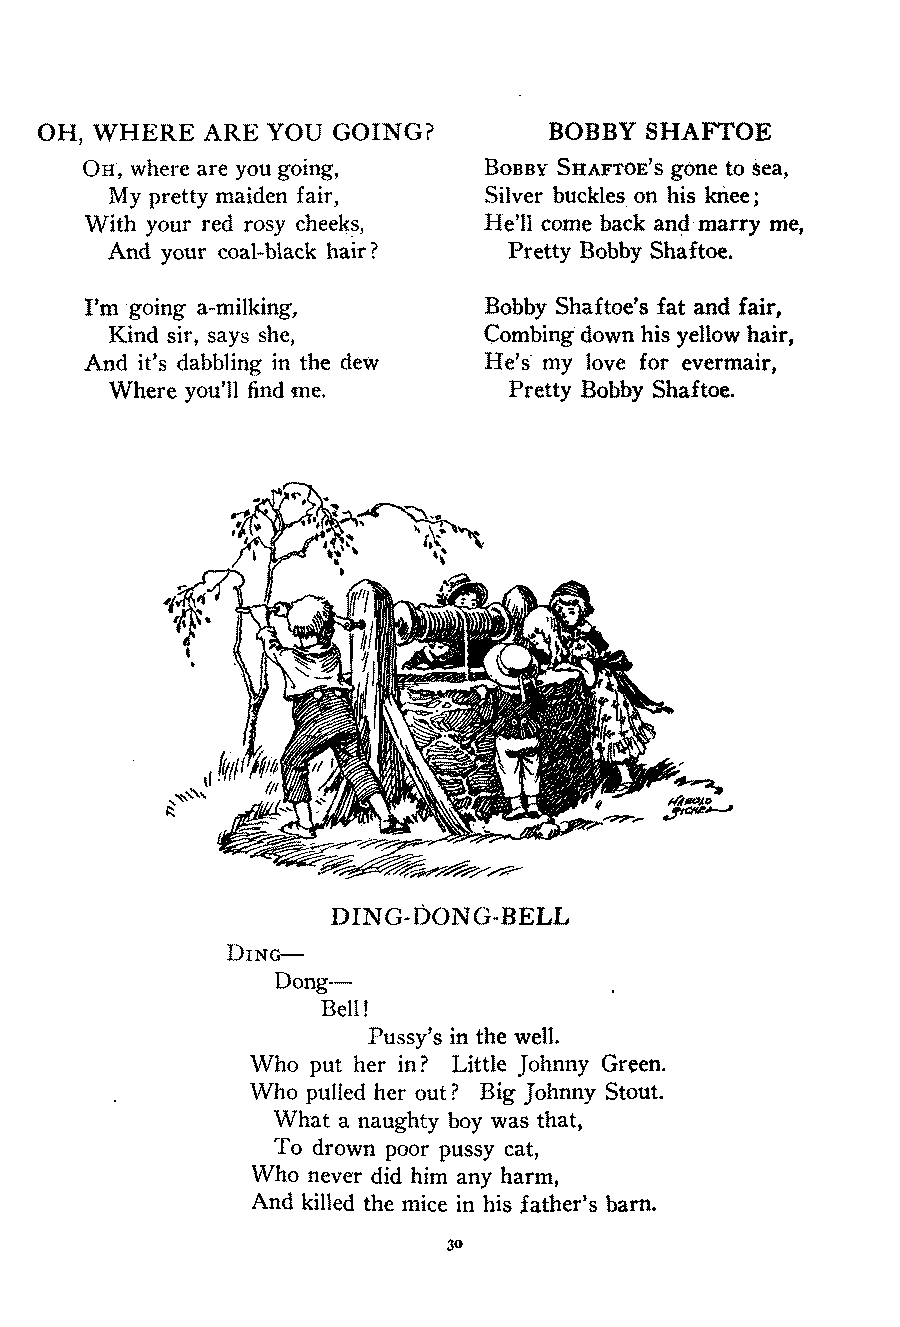 OH, WHERE ARE YOU GOING?
OH, where are you going,
My pretty maiden fair,
With your red rosy cheeks,
And your coal-black hair?
I'm going a-milking,
Kind sir, says she,
And it's dabbling in the dew
Where you'll find me.
BOBBY SHAFTOE
BOBBY SHAFTOE'S gone to sea,
Silver buckles on his knee;
He'll come back and marry me,
Pretty Bobby Shaftoe.
Bobby Shaftoe's fat and fair,
Combing down his yellow hair,
He's my love for evermair,
Pretty Bobby Shaftoe.
HAROLD
DING-DONG-BELL
DING—
Dong—
Bell!
Pussy's in the well.
Who put her in? Little Johnny Green.
Who pulled her out? Big Johnny Stout.
What a naughty boy was that,
To drown poor pussy cat,
Who never did him any harm,
And killed the mice in his father's barn.
30